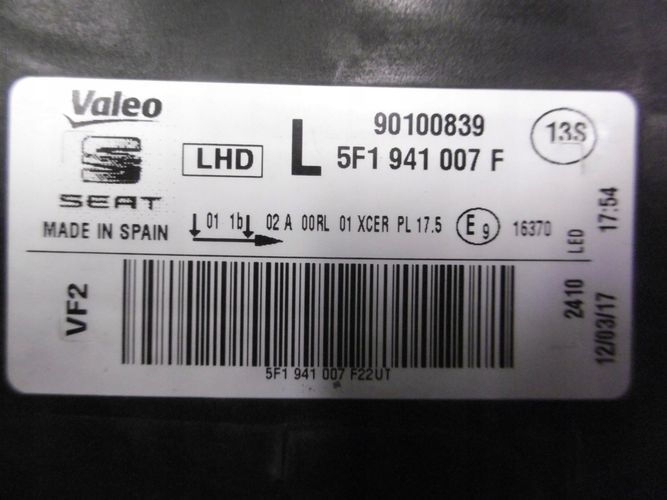 Valeo
SEAT
MADE IN SPAIN
LHD
L
90100839
5F1 941 007 F
13S
01 1b 02 A 00RL 01 XCER PL 17.5 E9 16370
VF2
5F1 941 007 F22UT
2410 LED
12/03/17 17:54